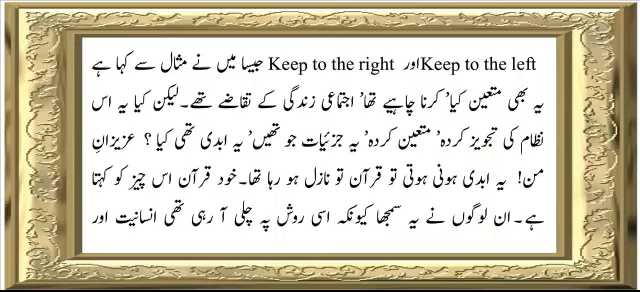 Keep to the left اور Keep to the right جیسا میں نے مثال سے کہا ہے
یہ بھی متعین کیا’ کرنا چاہیے تھا’ اجتماعی زندگی کے تقاضے تھے۔ لیکن کیا یہ اس
نظام کی تجویز کردہ’ متعین کردہ’ یہ جزئیات جو تھیں’ یہ ابدی تھی کیا ؟ عزیزانِ
من! یہ ابدی ہونی ہوتی تو قرآن تو نازل ہو رہا تھا۔ خود قرآن اس چیز کو کہتا
ہے۔ ان لوگوں نے یہ سمجھا کیونکہ اسی روش پہ چلی آ رہی تھی انسانیت اور